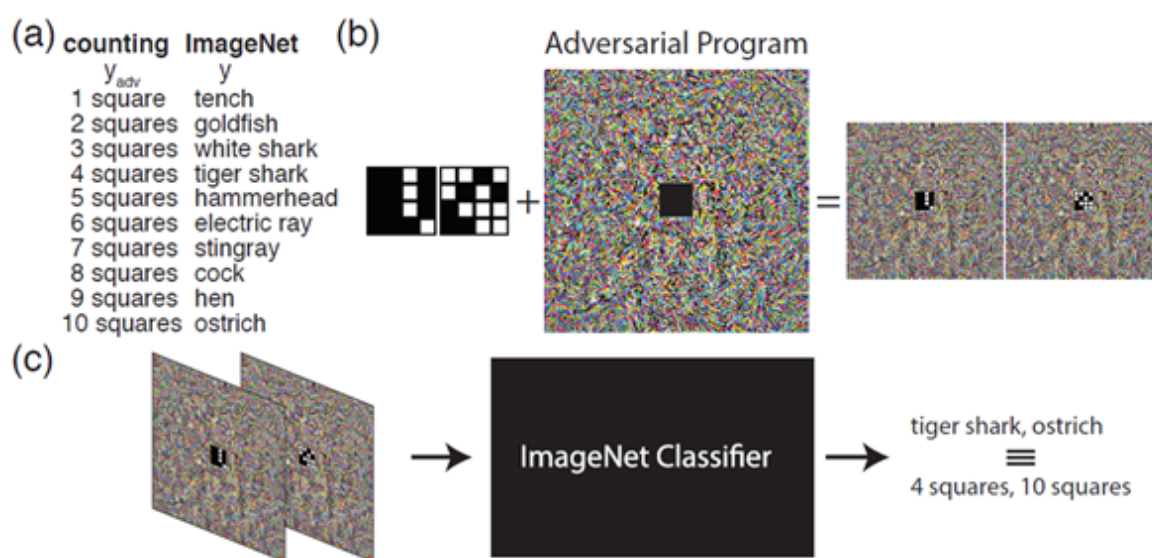 (a) counting ImageNet
y_adv y
1 square tench
2 squares goldfish
3 squares white shark
4 squares tiger shark
5 squares hammerhead
6 squares electric ray
7 squares stingray
8 squares cock
9 squares hen
10 squares ostrich
(b)
Adversarial Program
+ =
(c)
ImageNet Classifier
tiger shark, ostrich
≡
4 squares, 10 squares